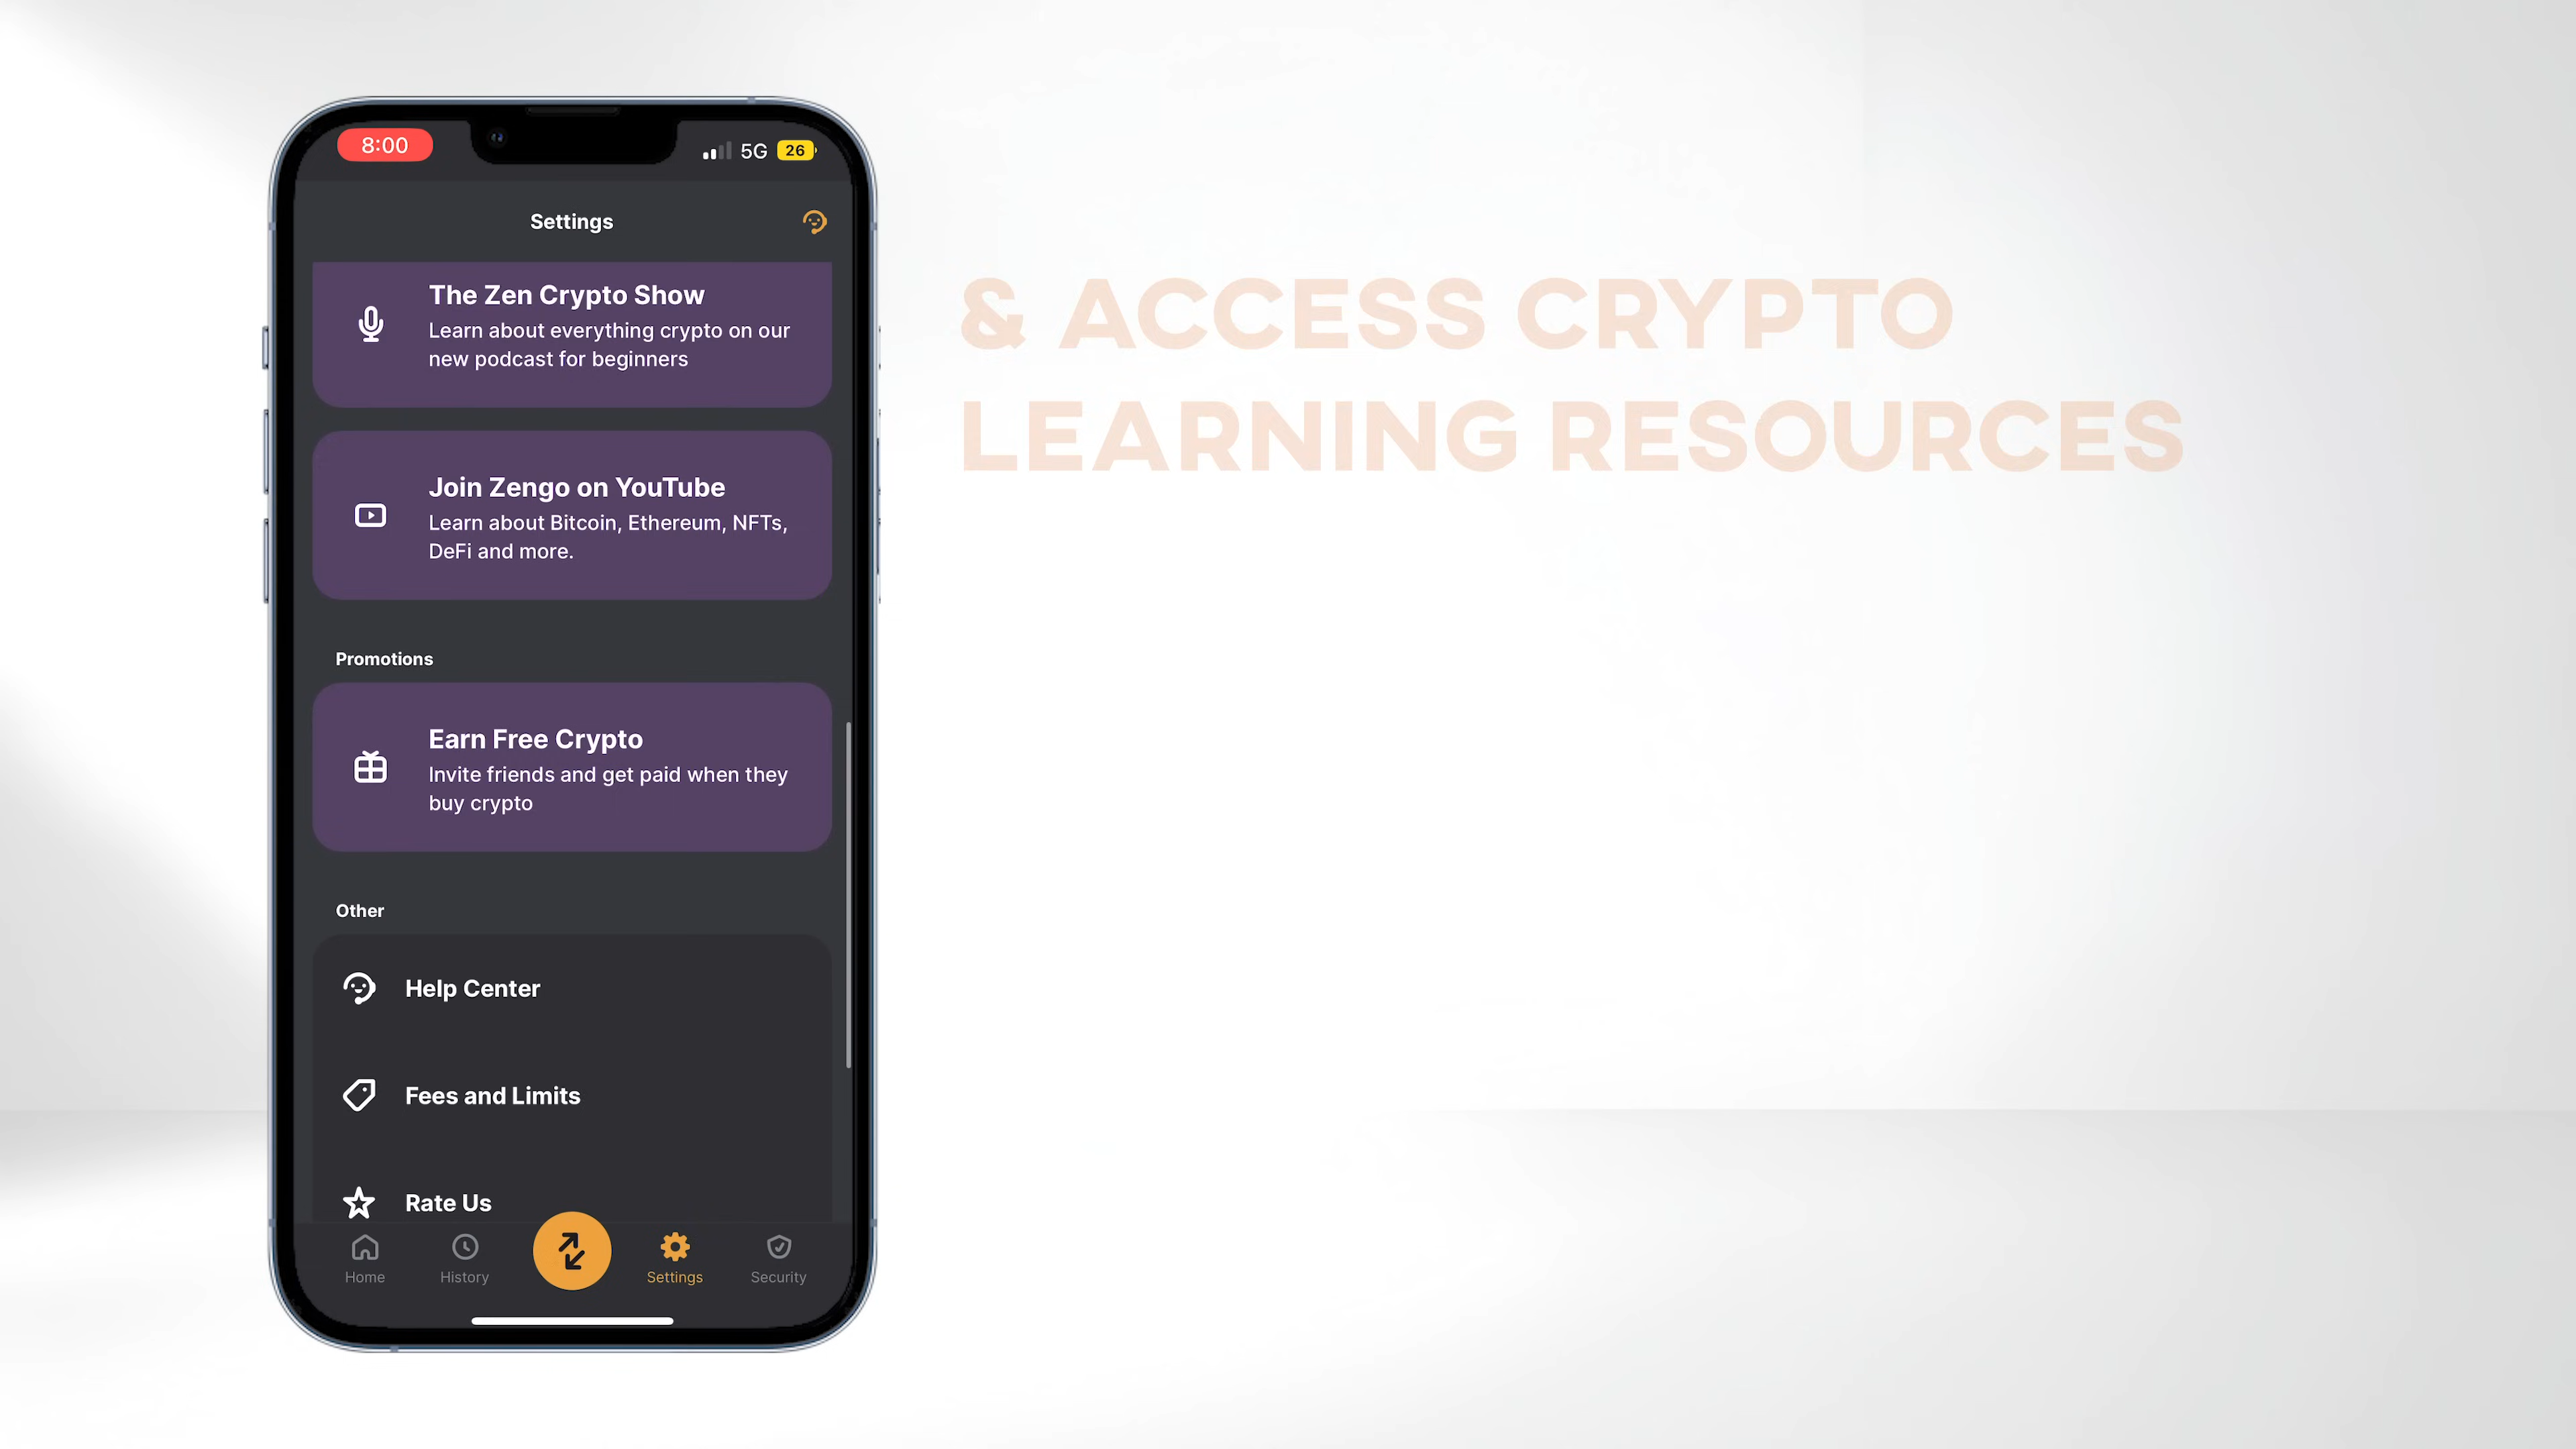 8:00
5G 26
Settings
The Zen Crypto Show
Learn about everything crypto on our
new podcast for beginners
Join Zengo on YouTube
Learn about Bitcoin, Ethereum, NFTs,
DeFi and more.
Promotions
Earn Free Crypto
Invite friends and get paid when they
buy crypto
Other
Help Center
Fees and Limits
Rate Us
Home History Settings Security
& ACCESS CRYPTO
LEARNING RESOURCES